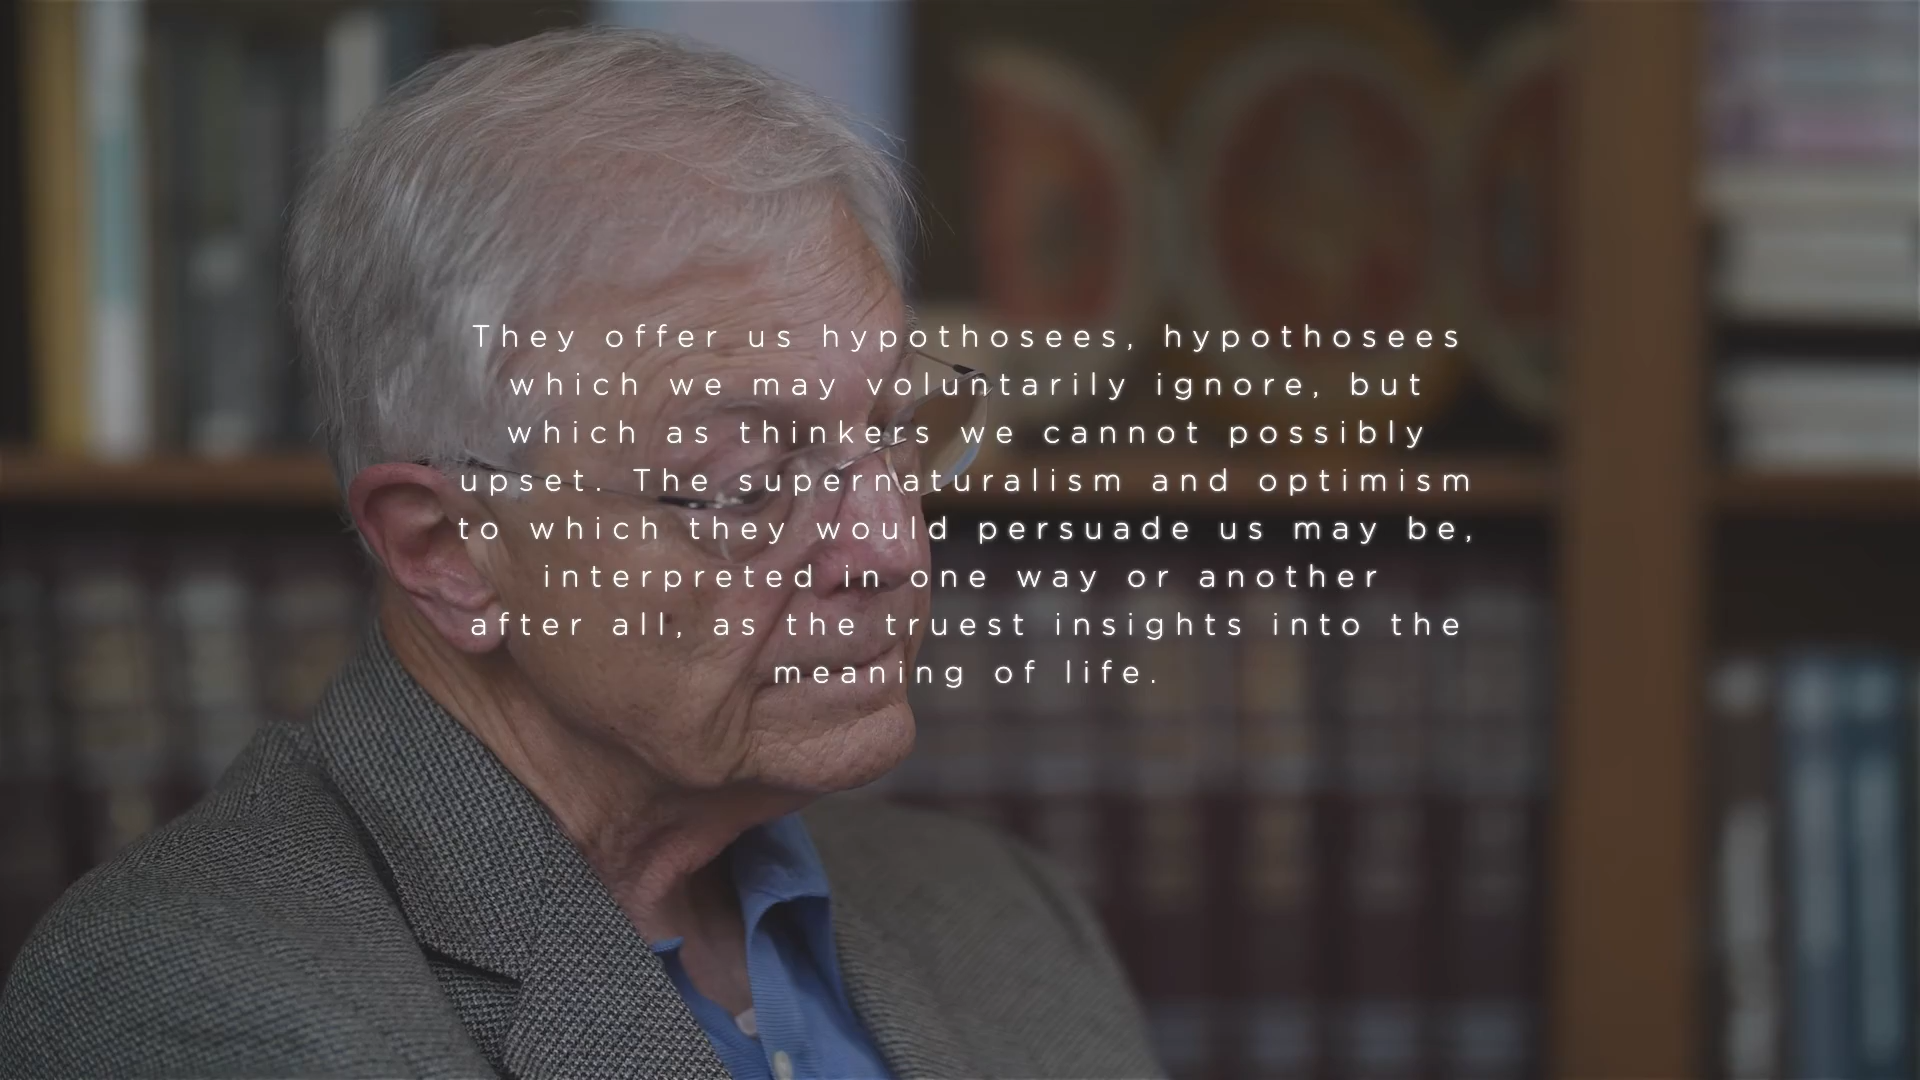 They offer us hypothosees, hypothosees
which we may voluntarily ignore, but
which as thinkers we cannot possibly
upset. The supernaturalism and optimism
to which they would persuade us may be,
interpreted in one way or another
after all, as the truest insights into the
meaning of life.